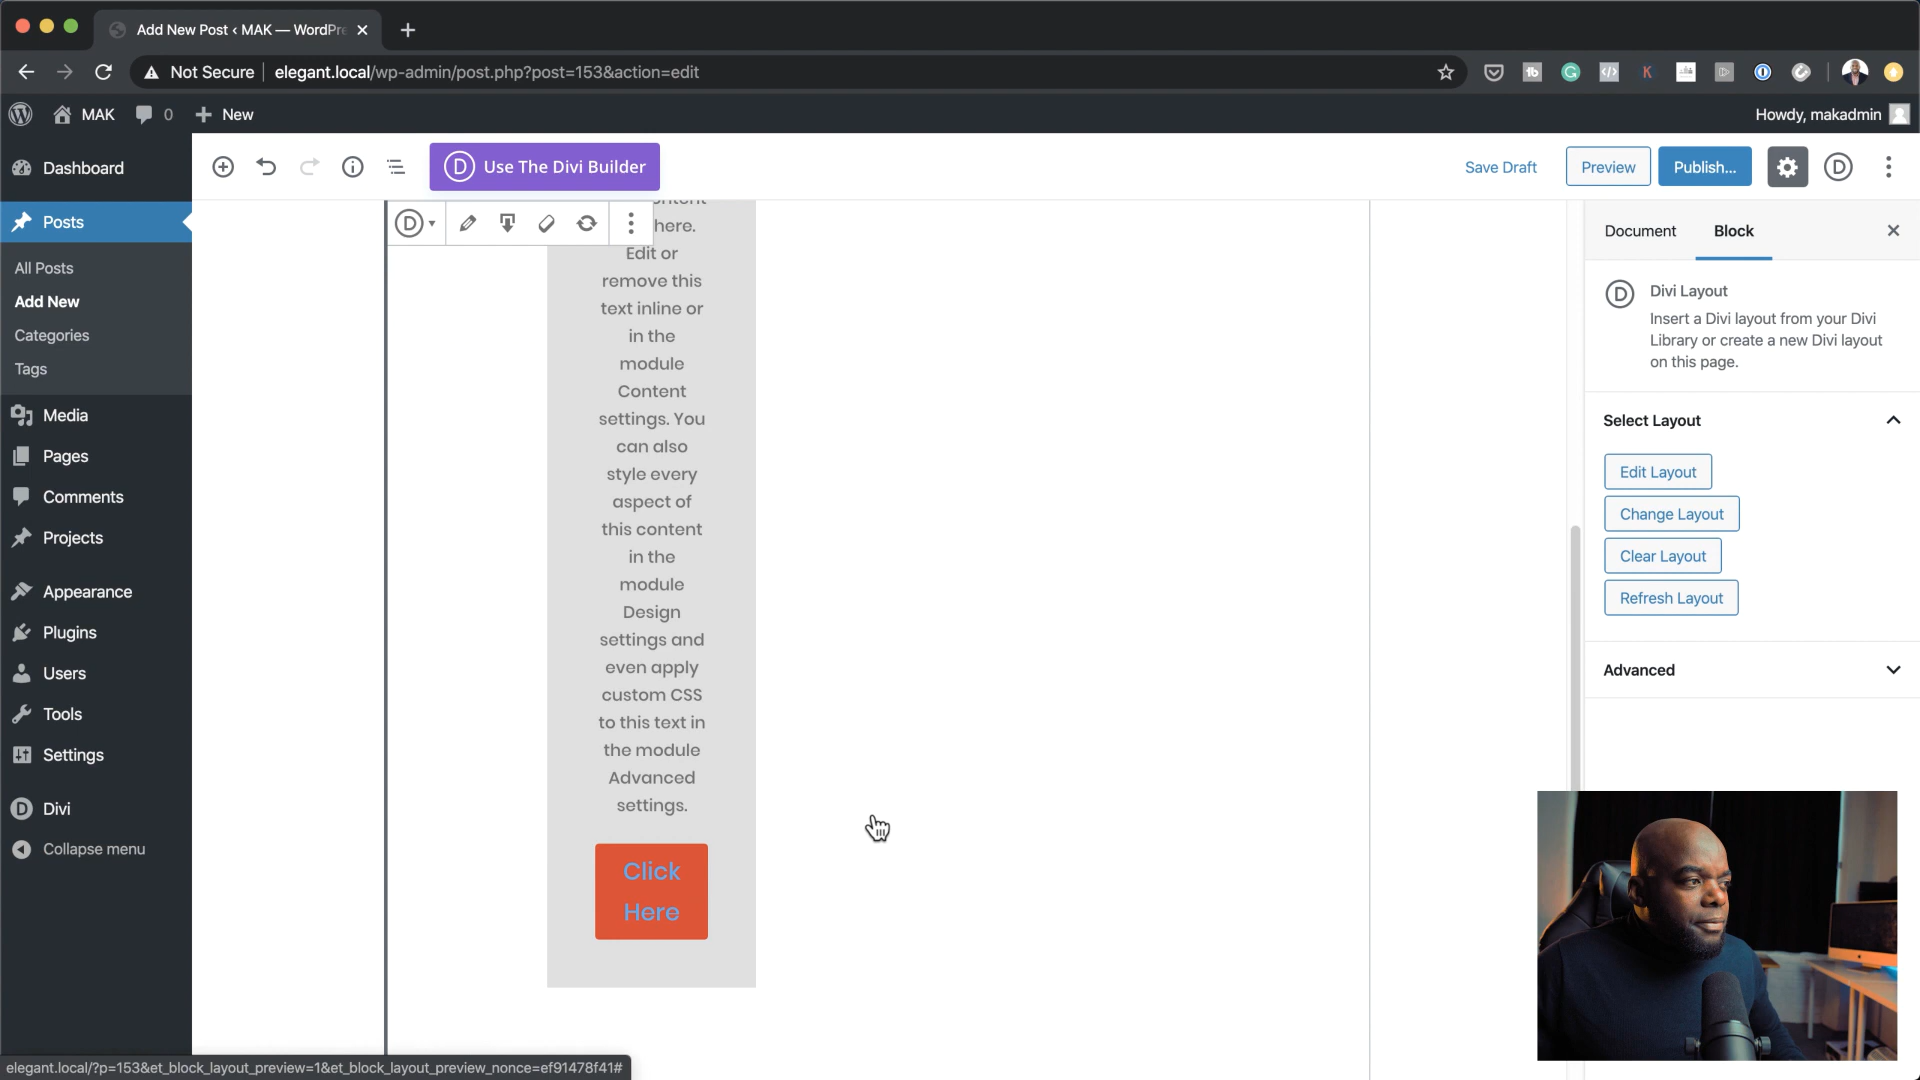 Add New Post ‹ MAK — WordPre
Not Secure
elegant.local/wp-admin/post.php?post=153&action=edit
MAK
0
New
Howdy, makadmin
Dashboard
Posts
All Posts
Add New
Categories
Tags
Media
Pages
Comments
Projects
Appearance
Plugins
Users
Tools
Settings
Divi
Collapse menu
Use The Divi Builder
Save Draft
Preview
Publish...
here.
Edit or
remove this
text inline or
in the
module
Content
settings. You
can also
style every
aspect of
this content
in the
module
Design
settings and
even apply
custom CSS
to this text in
the module
Advanced
settings.
Click
Here
Document
Block
Divi Layout
Insert a Divi layout from your Divi
Library or create a new Divi layout
on this page.
Select Layout
Edit Layout
Change Layout
Clear Layout
Refresh Layout
Advanced
elegant.local/?p=153&et_block_layout_preview=1&et_block_layout_preview_nonce=ef91478f41#